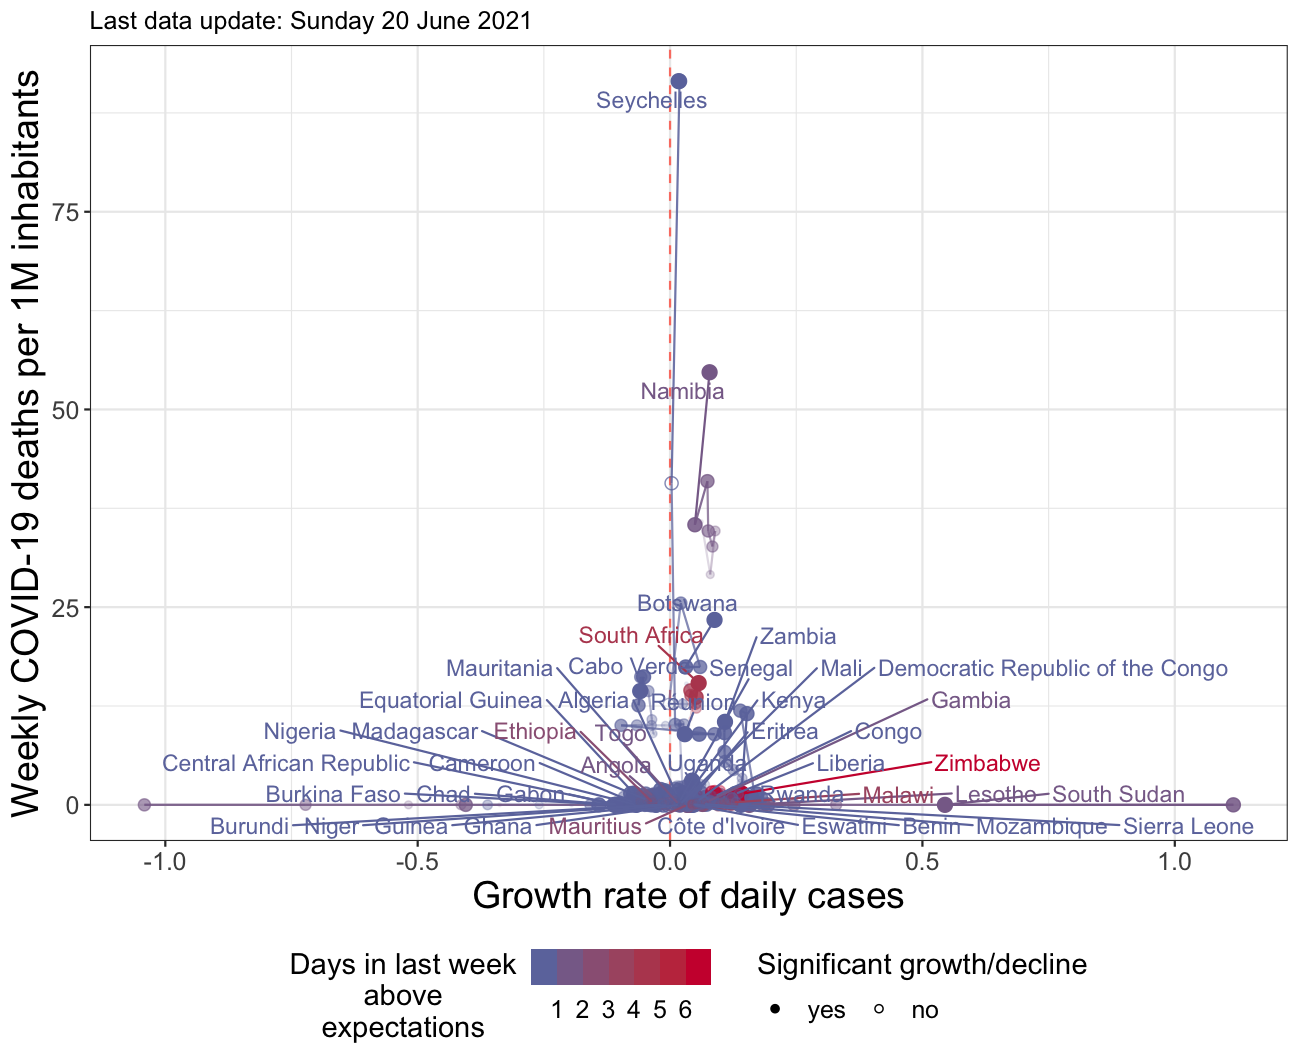 Last data update: Sunday 20 June 2021
Weekly COVID-19 deaths per 1M inhabitants
75
50
25
0
Seychelles
Namibia
Botswana
South Africa
Zambia
Mauritania
Cabo Verde
Senegal
Mali
Democratic Republic of the Congo
Equatorial Guinea
Algeria
Réunion
Kenya
Gambia
Nigeria
Madagascar
Ethiopia
Togo
Eritrea
Congo
Central African Republic
Cameroon
Angola
Uganda
Liberia
Zimbabwe
Burkina Faso
Chad
Gabon
Rwanda
Malawi
Lesotho
South Sudan
Burundi
Niger
Guinea
Ghana
Mauritius
Côte d'Ivoire
Eswatini
Benin
Mozambique
Sierra Leone
-1.0
-0.5
0.0
0.5
1.0
Growth rate of daily cases
Days in last week
above
expectations
1 2 3 4 5 6
Significant growth/decline
yes
no